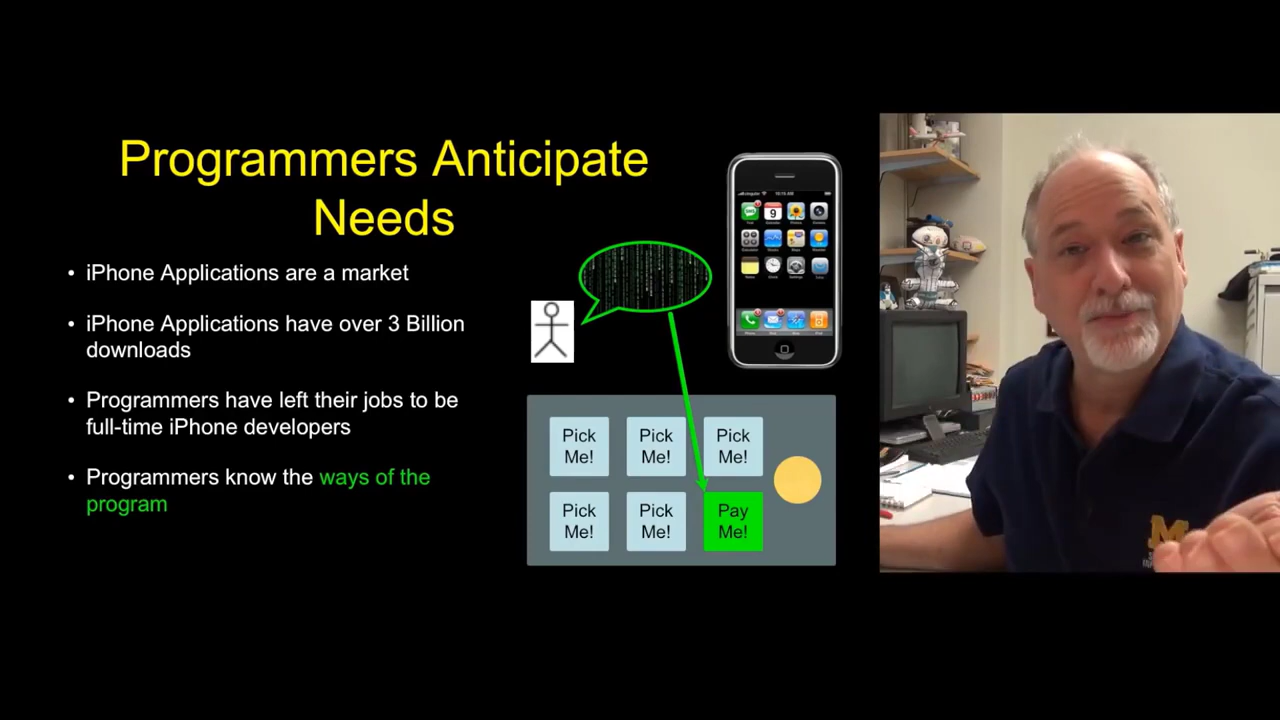 Programmers Anticipate
Needs
• iPhone Applications are a market
• iPhone Applications have over 3 Billion
downloads
• Programmers have left their jobs to be
full-time iPhone developers
• Programmers know the ways of the
program
Pick
Me!
Pick
Me!
Pick
Me!
Pick
Me!
Pick
Me!
Pay
Me!
9
M